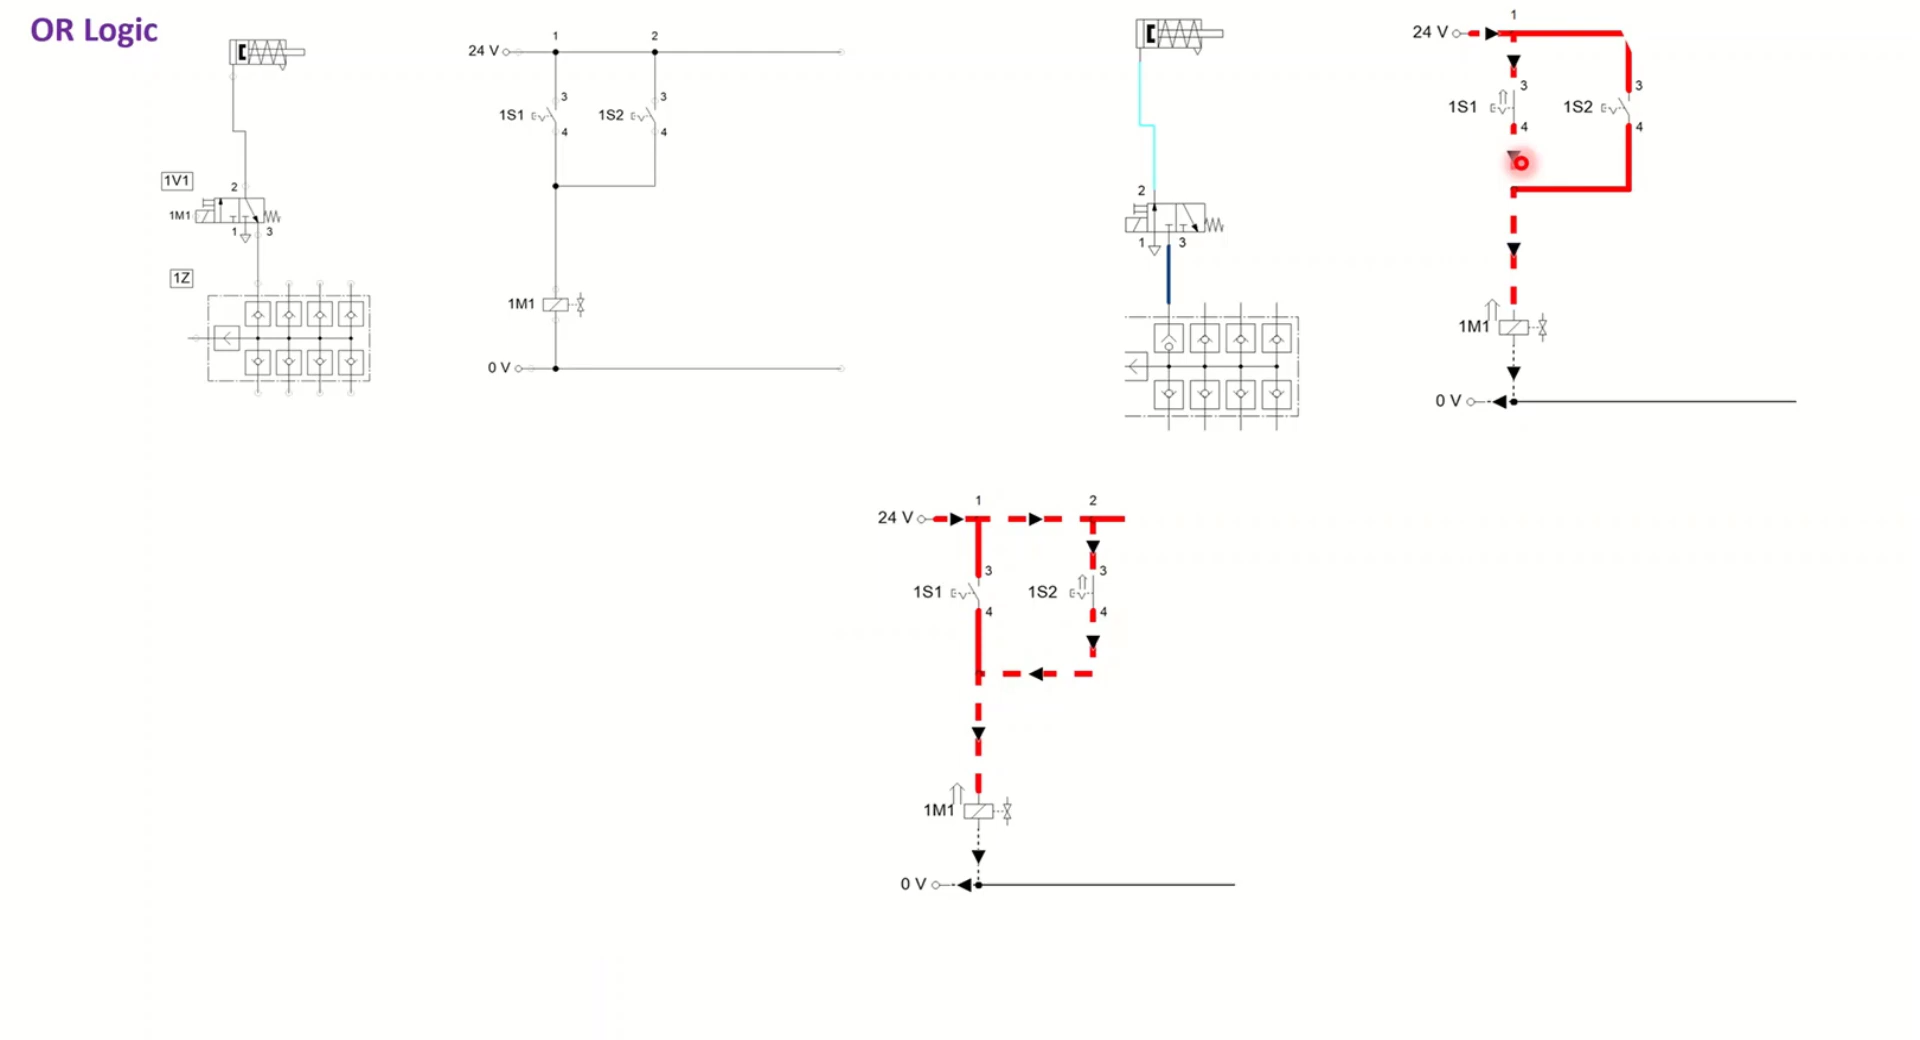 OR Logic
1V1
2
1M1
1 3
1Z
1 2
24 V
3 3
1S1 1S2
4 4
1M1
0 V
2
1 3
1
24 V
3 3
1S1 1S2
4 4
1M1
0 V
1 2
24 V
3 3
1S1 1S2
4 4
1M1
0 V